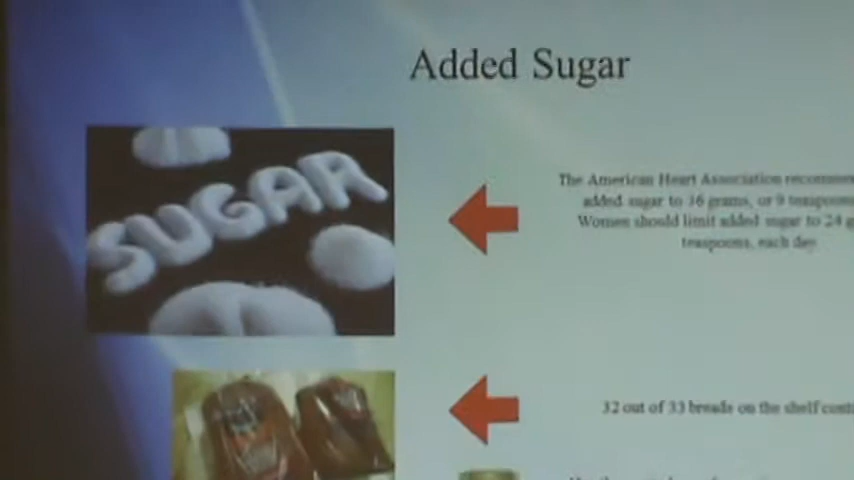 Added Sugar
SUGAR
The American Heart Association
added sugar to 36 grams, or 9 teaspoons
Women should limit added sugar to 24
teaspoons, each day
32 out of 33 breads on the shelf